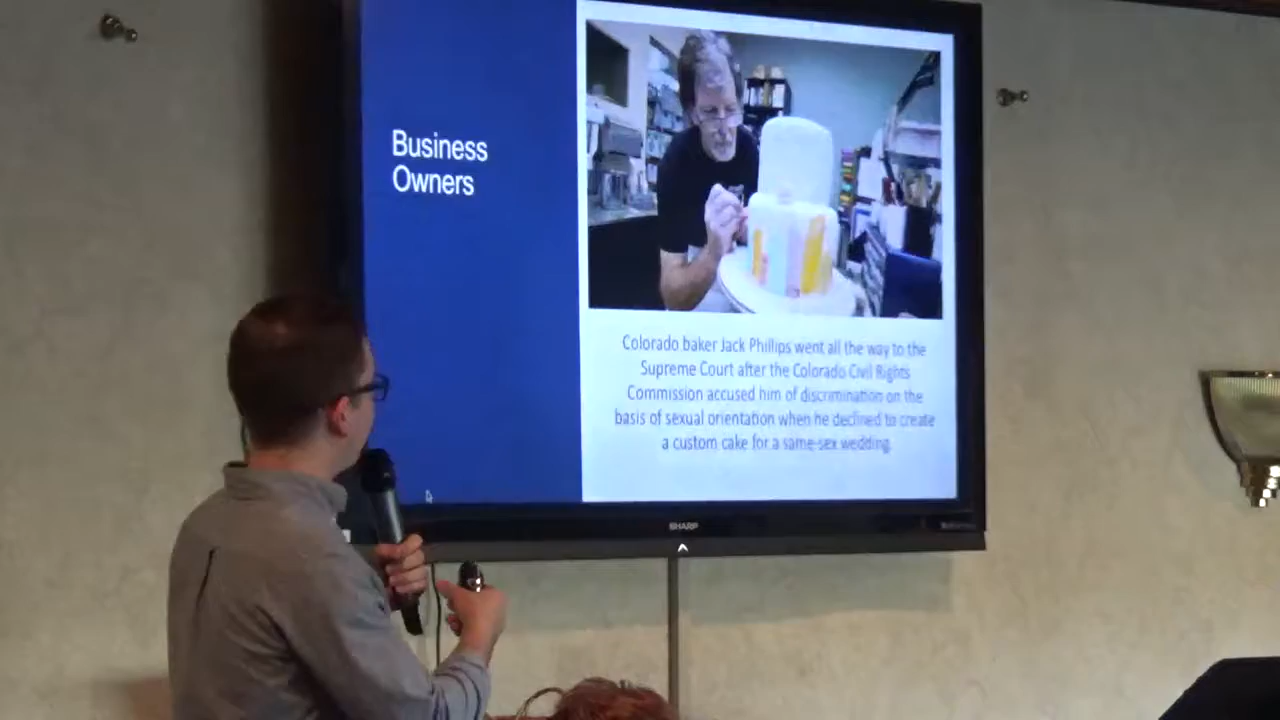 Business
Owners
Colorado baker Jack Phillips went all the way to the
Supreme Court after the Colorado Civil Rights
Commission accused him of discrimination on the
basis of sexual orientation when he declined to create
a custom cake for a same-sex wedding.
SHARP